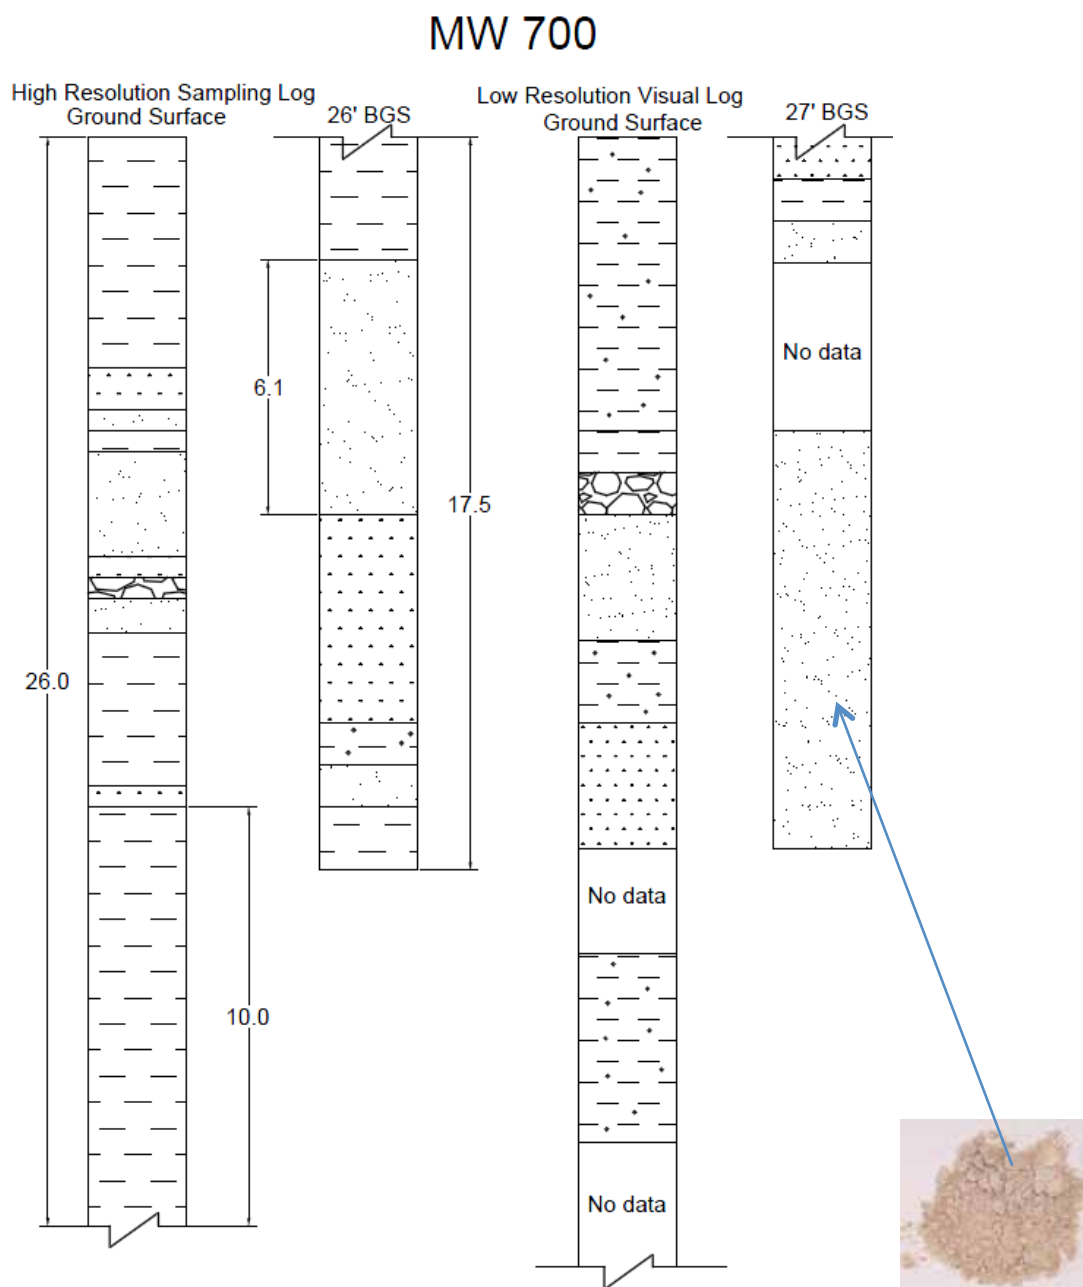 MW 700
High Resolution Sampling Log
Ground Surface
26' BGS
Low Resolution Visual Log
Ground Surface
27' BGS
No data
6.1
17.5
26.0
No data
10.0
No data